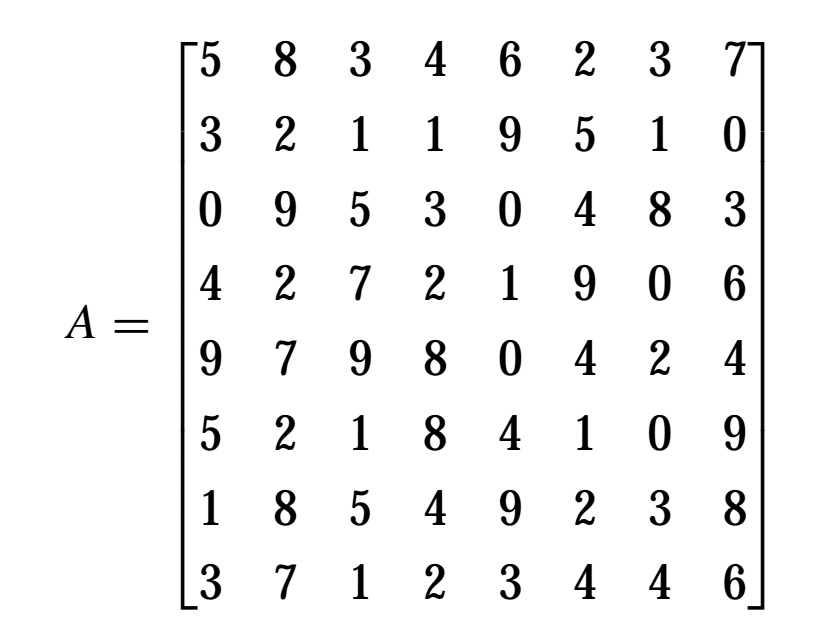 5 8 3 4 6 2 3 7
3 2 1 1 9 5 1 0
0 9 5 3 0 4 8 3
4 2 7 2 1 9 0 6
A =
9 7 9 8 0 4 2 4
5 2 1 8 4 1 0 9
1 8 5 4 9 2 3 8
3 7 1 2 3 4 4 6